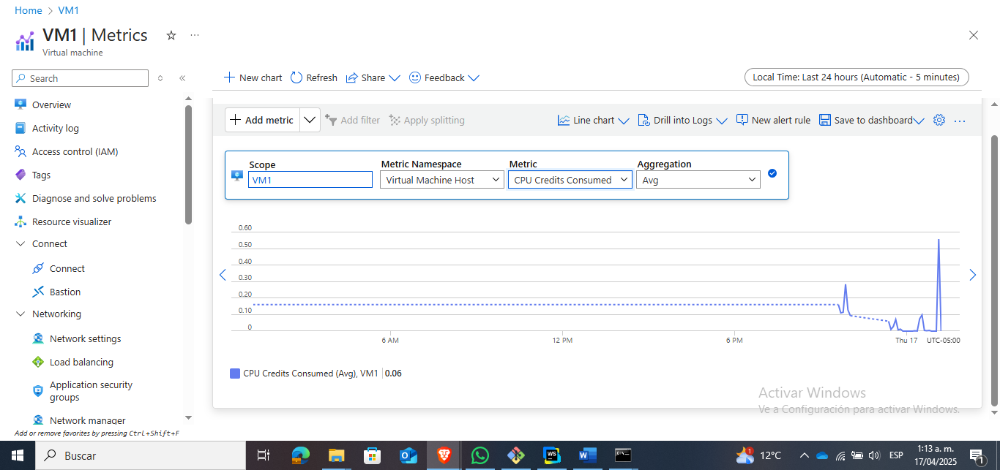 Home > VM1
VM1 | Metrics
Virtual machine
Search
Overview
Activity log
Access control (IAM)
Tags
Diagnose and solve problems
Resource visualizer
Connect
Connect
Bastion
Networking
Network settings
Load balancing
Application security
groups
Network manager
Add or remove favorites by pressing Ctrl+Shift+F
New chart Refresh Share Feedback
Local Time: Last 24 hours (Automatic - 5 minutes)
Add metric Add filter Apply splitting Line chart Drill into Logs New alert rule Save to dashboard
Scope Metric Namespace Metric Aggregation
VM1 Virtual Machine Host CPU Credits Consumed Avg
0.60
0.50
0.40
0.30
0.20
0.10
0
6 AM 12 PM 6 PM Thu 17 UTC-05:00
CPU Credits Consumed (Avg), VM1 | 0.06
Activar Windows
Ve a Configuración para activar Windows.
Buscar
WS
W
1
12°C
ESP
1:13 a. m.
17/04/2025
1